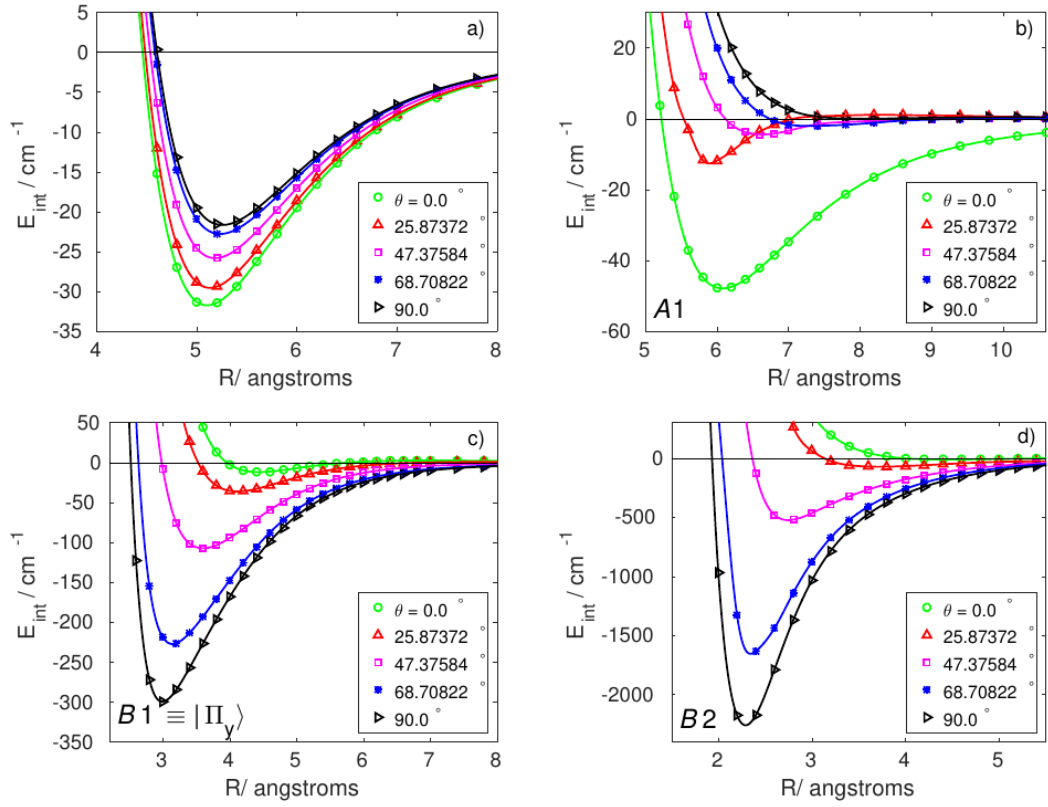 a)
5
0
-5
-10
-15
-20
-25
-30
-35
E_int / cm^-1
4 5 6 7 8
R/ angstroms
θ = 0.0 °
25.87372 °
47.37584 °
68.70822 °
90.0 °
b)
20
0
-20
-40
-60
E_int / cm^-1
5 6 7 8 9 10
R/ angstroms
A1
θ = 0.0 °
25.87372 °
47.37584 °
68.70822 °
90.0 °
c)
50
0
-50
-100
-150
-200
-250
-300
-350
E_int / cm^-1
3 4 5 6 7 8
R/ angstroms
B1 ≡ |Π_y⟩
θ = 0.0 °
25.87372 °
47.37584 °
68.70822 °
90.0 °
d)
0
-500
-1000
-1500
-2000
E_int / cm^-1
2 3 4 5
R/ angstroms
B2
θ = 0.0 °
25.87372 °
47.37584 °
68.70822 °
90.0 °